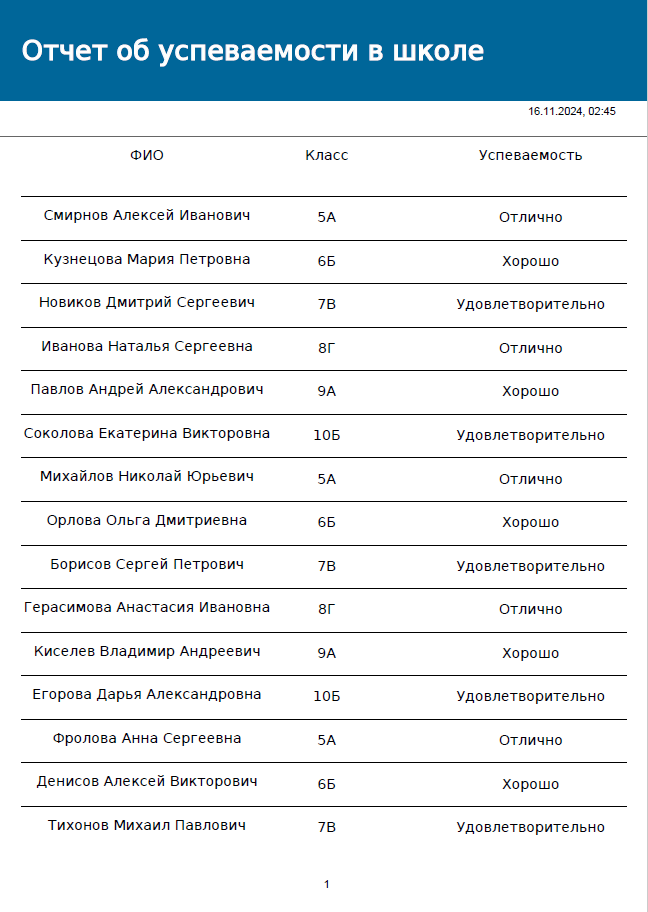 Отчет об успеваемости в школе
16.11.2024, 02:45
ФИО Класс Успеваемость
Смирнов Алексей Иванович 5А Отлично
Кузнецова Мария Петровна 6Б Хорошо
Новиков Дмитрий Сергеевич 7В Удовлетворительно
Иванова Наталья Сергеевна 8Г Отлично
Павлов Андрей Александрович 9А Хорошо
Соколова Екатерина Викторовна 10Б Удовлетворительно
Михайлов Николай Юрьевич 5А Отлично
Орлова Ольга Дмитриевна 6Б Хорошо
Борисов Сергей Петрович 7В Удовлетворительно
Герасимова Анастасия Ивановна 8Г Отлично
Киселев Владимир Андреевич 9А Хорошо
Егорова Дарья Александровна 10Б Удовлетворительно
Фролова Анна Сергеевна 5А Отлично
Денисов Алексей Викторович 6Б Хорошо
Тихонов Михаил Павлович 7В Удовлетворительно
1